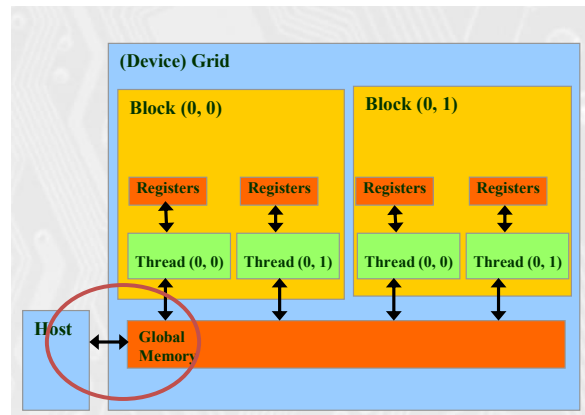 (Device) Grid
Block (0, 0)
Block (0, 1)
Registers
Registers
Registers
Registers
Thread (0, 0)
Thread (0, 1)
Thread (0, 0)
Thread (0, 1)
Host
Global
Memory